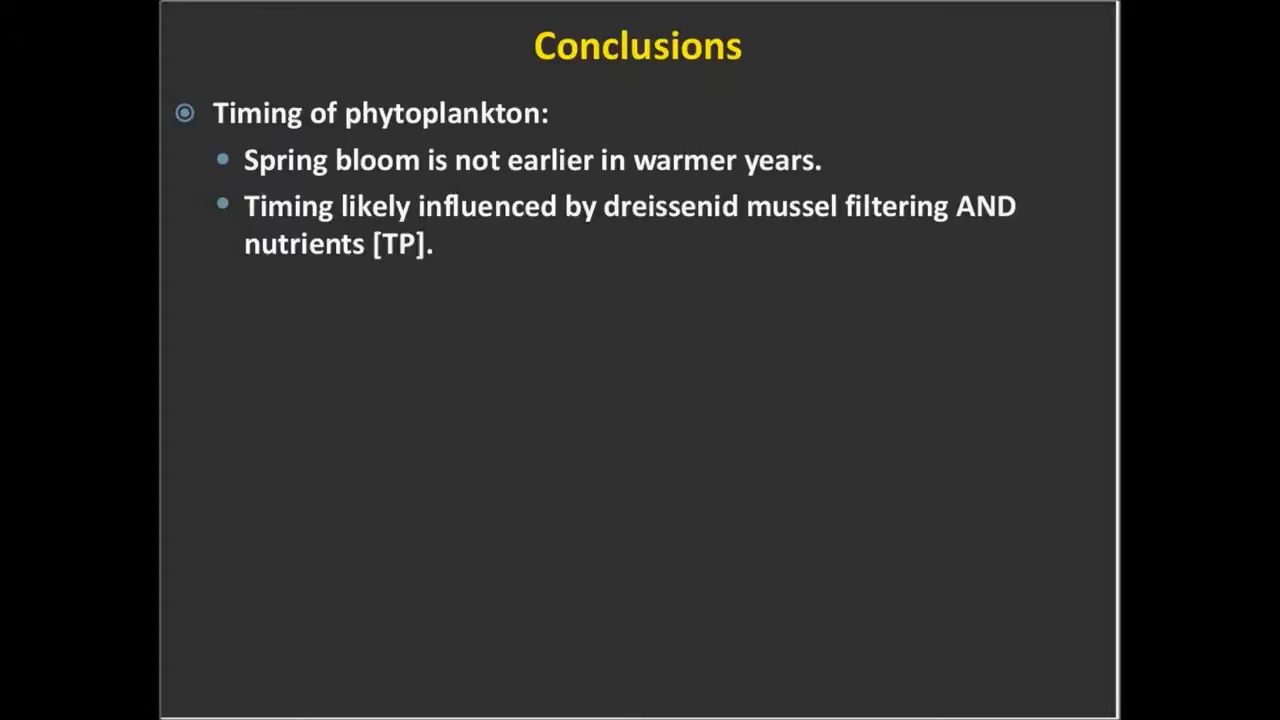 Conclusions
Timing of phytoplankton:
Spring bloom is not earlier in warmer years.
Timing likely influenced by dreissenid mussel filtering AND
nutrients [TP].